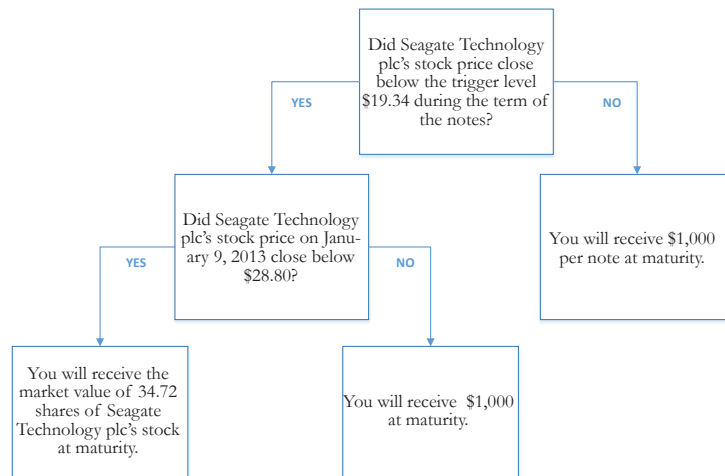 Did Seagate Technology
plc's stock price close
below the trigger level
$19.34 during the term of
the notes?
YES
NO
Did Seagate Technology
plc's stock price on Janu-
ary 9, 2013 close below
$28.80?
You will receive $1,000
per note at maturity.
YES
NO
You will receive the
market value of 34.72
shares of Seagate
Technology plc's stock
at maturity.
You will receive $1,000
at maturity.